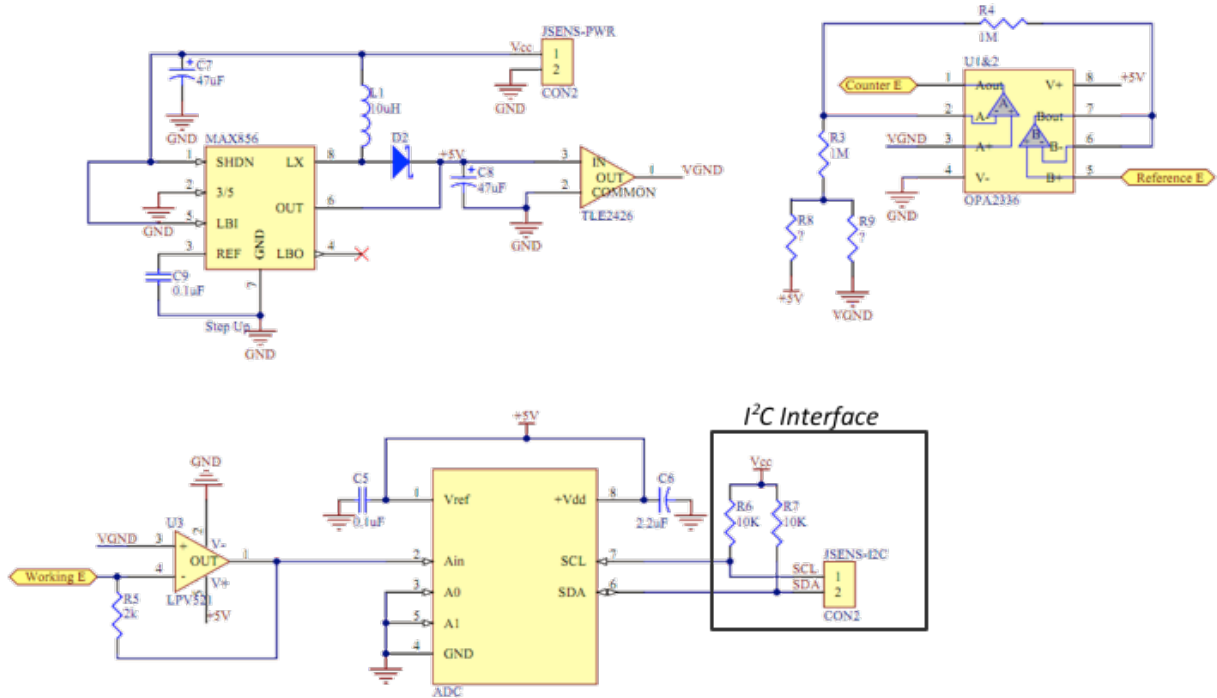 JSENS-PWR
Vcc
1
2
CON2
GND
C7
47uF
GND
L1
10uH
MAX856
D2
+5V
1 SHDN LX 8
2 3/5
GND
OUT 6
5 LBI
3 REF GND LBO 4
7
C9
0.1uF
Step Up
GND
C8
47uF
GND
3 IN
OUT 1 VGND
2 COMMON
TLE2426
R4
1M
U1&2
Counter E
1 Aout V+ 8 +5V
2 A- A Bout 7
VGND 3 A+ B B- 6
4 V- B+ 5 Reference E
GND
OPA2336
R3
1M
R8
?
R9
?
+5V
VGND
I²C Interface
+5V
C5
0.1uF
C6
2.2uF
1 Vref +Vdd 8
2 Ain SCL 7
3 A0 SDA 6
5 A1
4 GND
ADC
GND
U3
VGND 3 + V- 2
OUT 1
Working E 4 - V+
LPV521
+5V
R5
2k
Vcc
R6
10K
R7
10K
JSENS-I2C
SCL 1
SDA 2
CON2